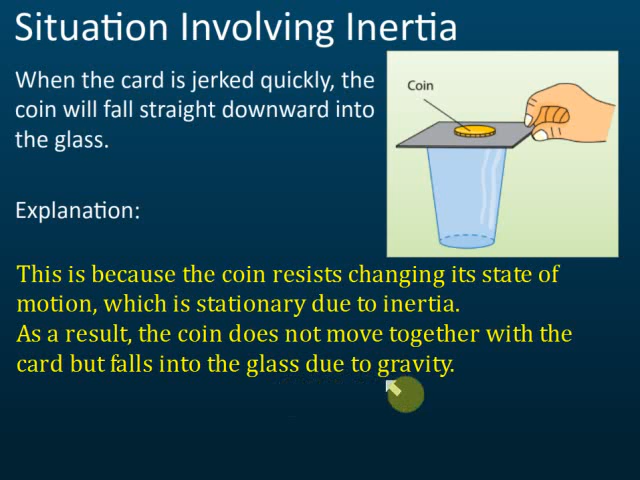 Situation Involving Inertia
When the card is jerked quickly, the
coin will fall straight downward into
the glass.
Coin
Explanation:
This is because the coin resists changing its state of
motion, which is stationary due to inertia.
As a result, the coin does not move together with the
card but falls into the glass due to gravity.